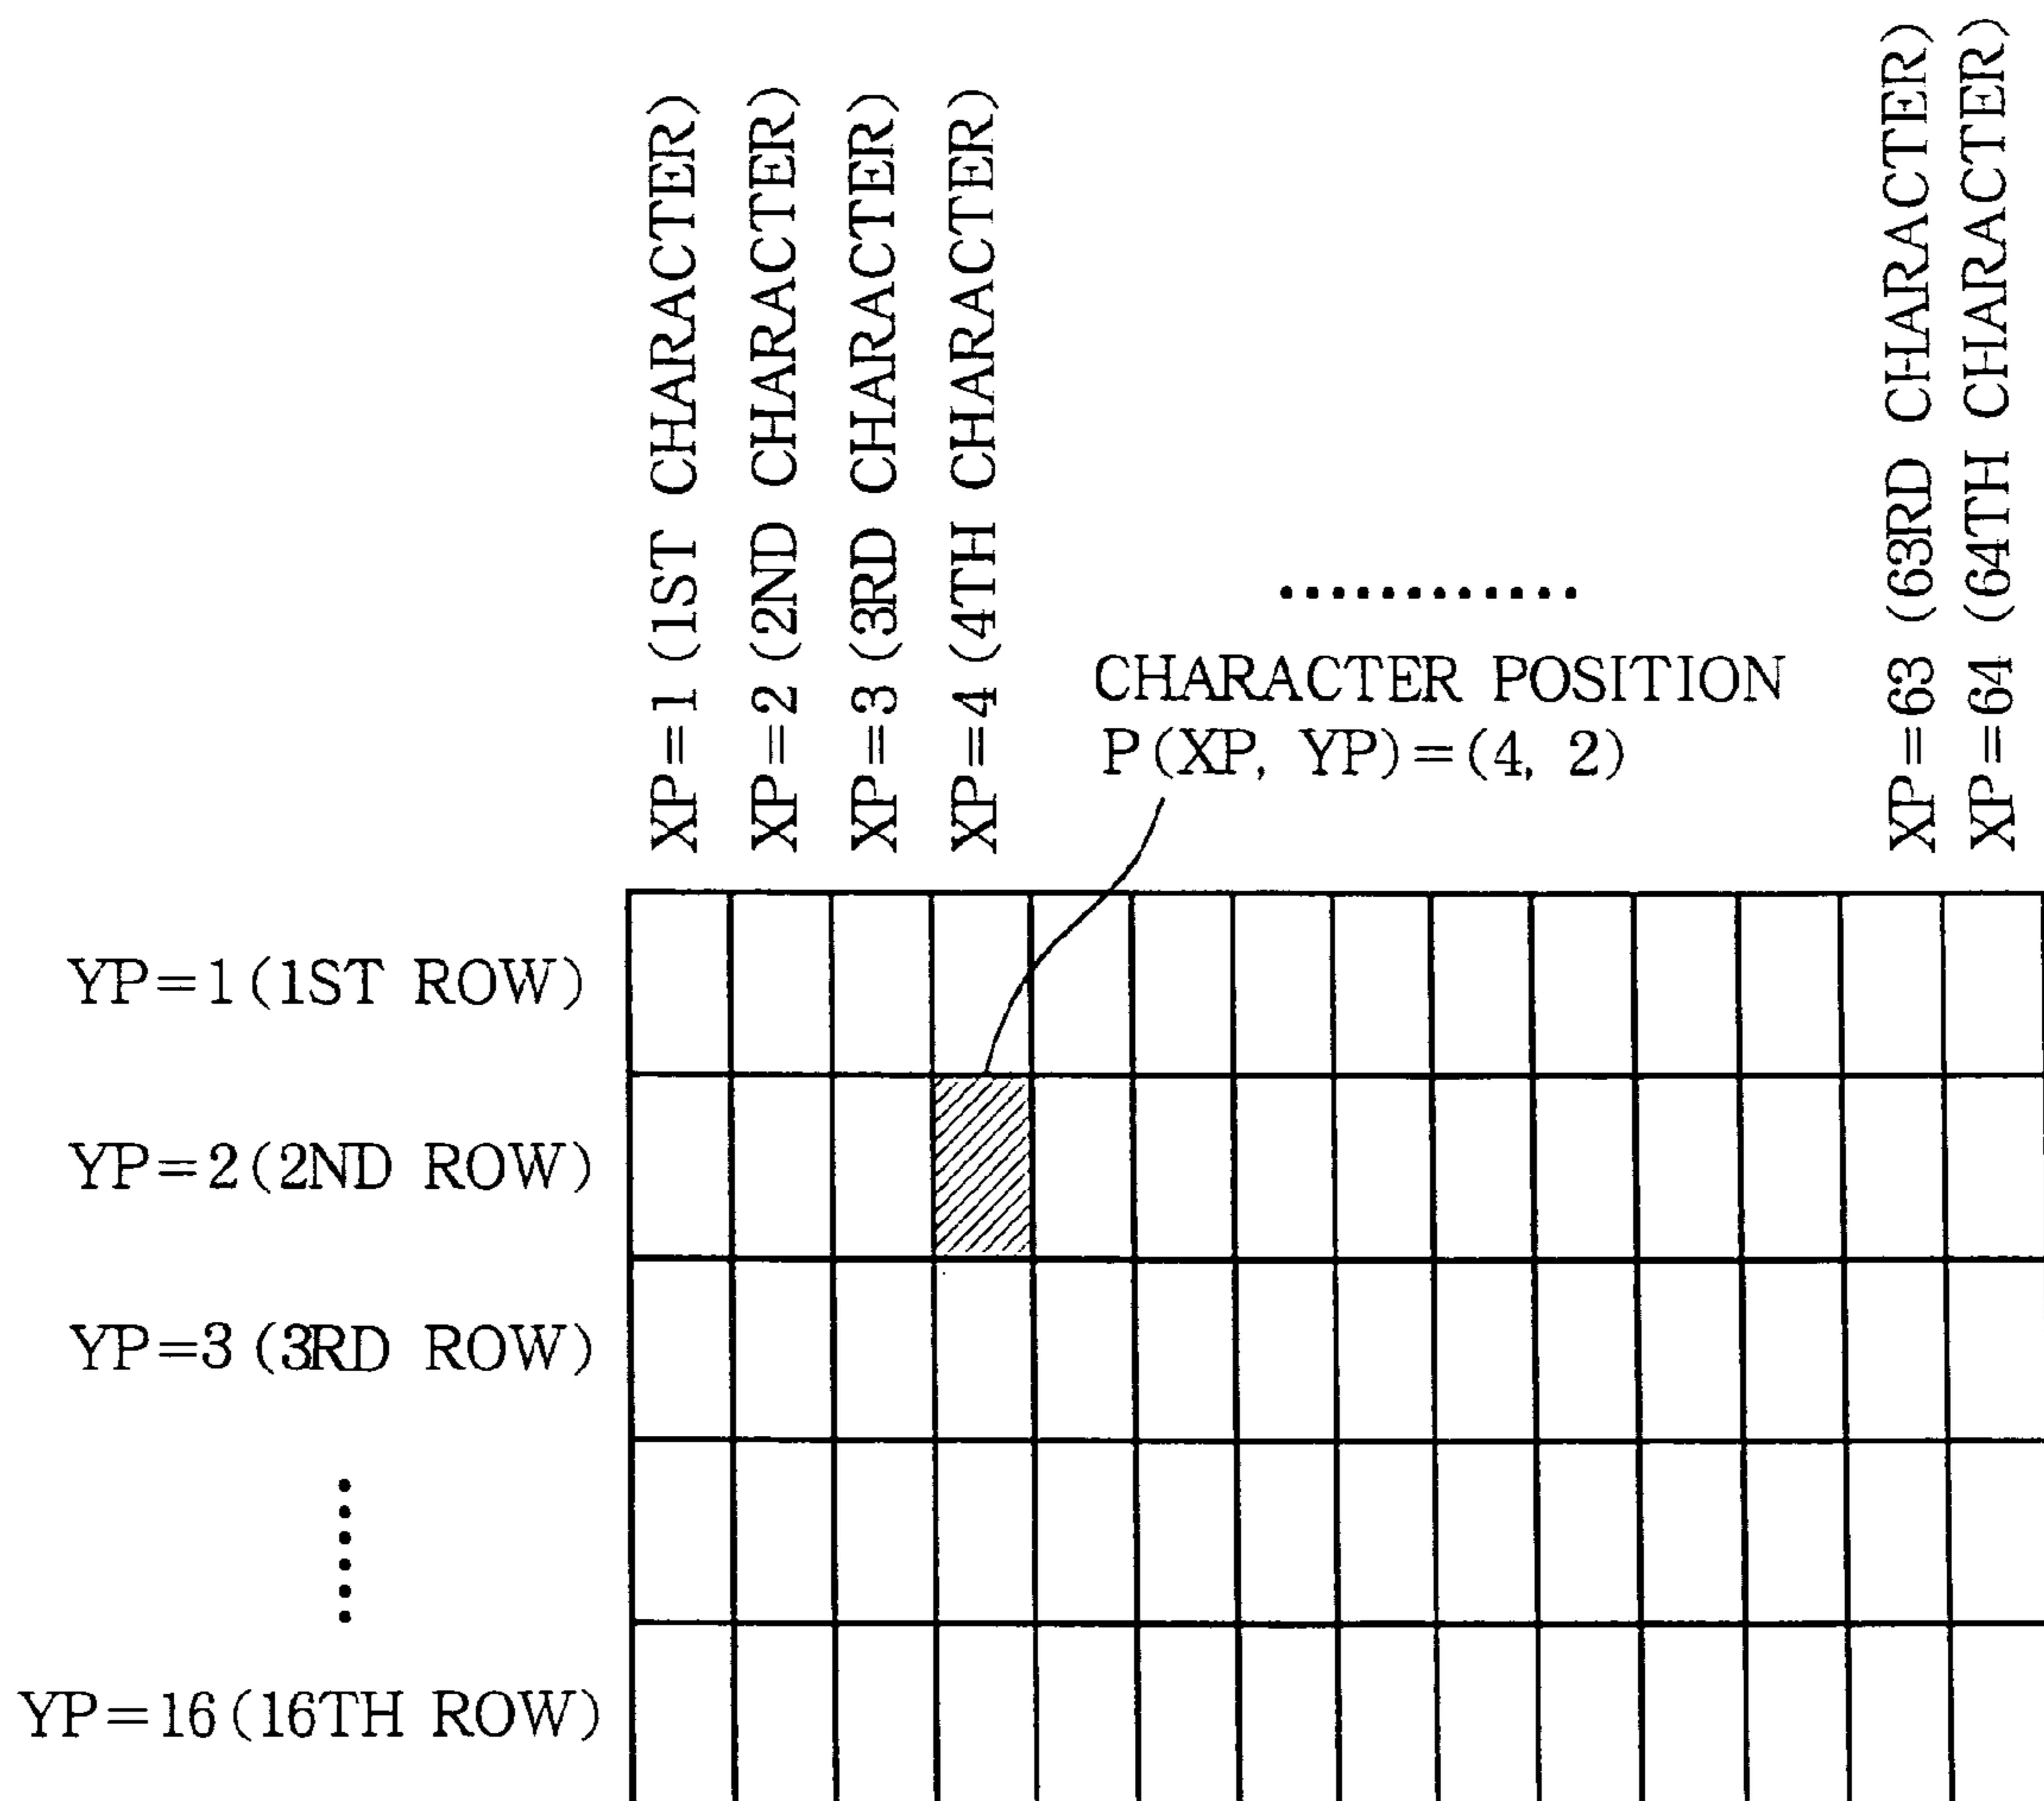 XP=1 (1ST CHARACTER)
XP=2 (2ND CHARACTER)
XP=3 (3RD CHARACTER)
XP=4 (4TH CHARACTER)
............
XP=63 (63RD CHARACTER)
XP=64 (64TH CHARACTER)
CHARACTER POSITION
P(XP, YP)=(4, 2)
YP=1(1ST ROW)
YP=2(2ND ROW)
YP=3(3RD ROW)
......
YP=16(16TH ROW)